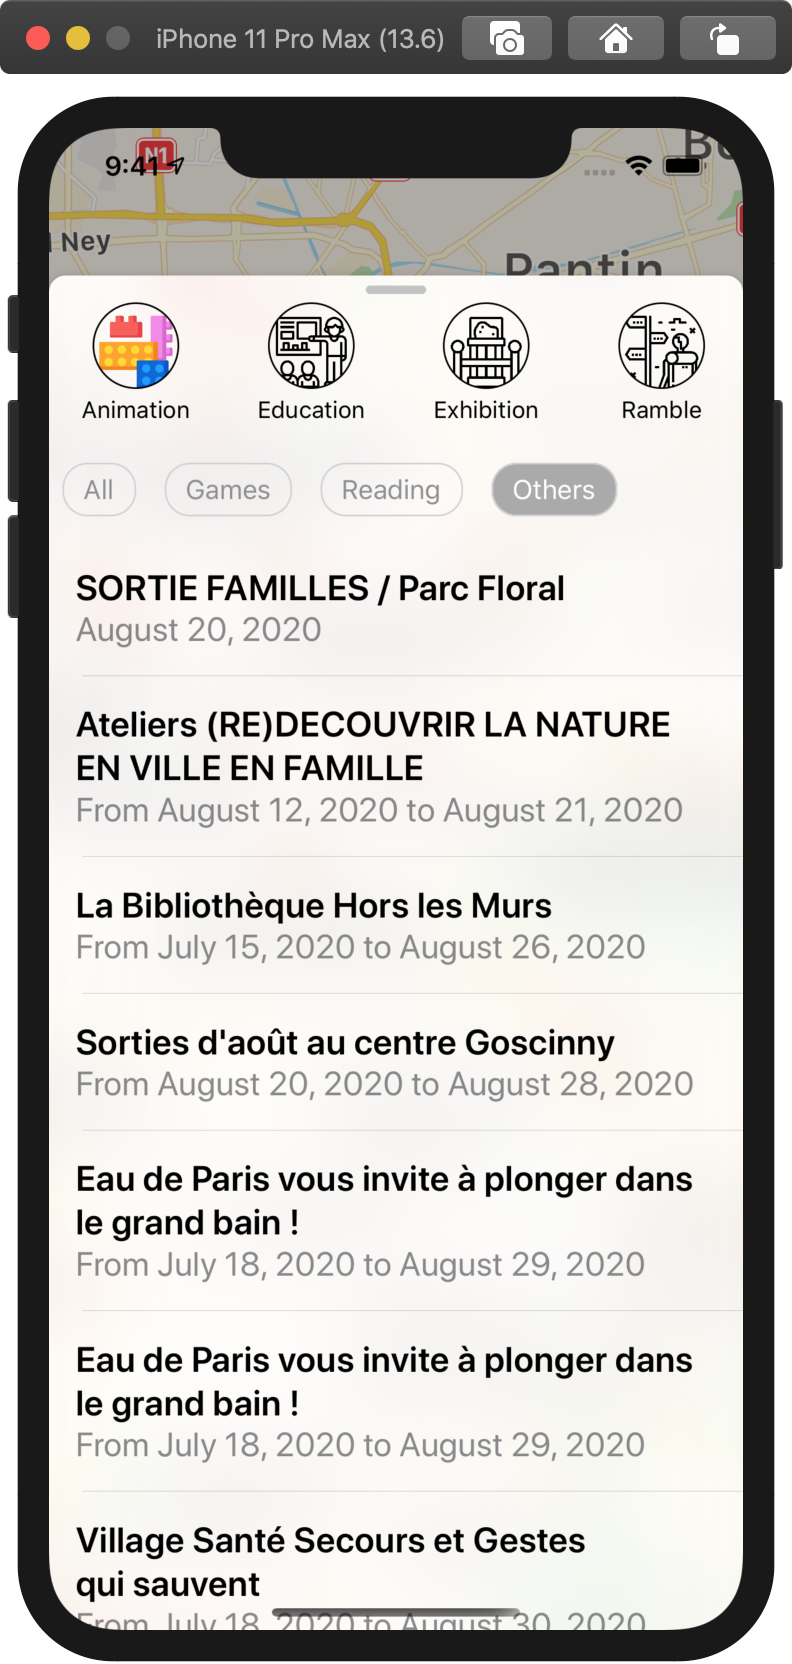 iPhone 11 Pro Max (13.6)
N1
9:41
Ney
Pantin
Animation
Education
Exhibition
Ramble
All
Games
Reading
Others
SORTIE FAMILLES / Parc Floral
August 20, 2020
Ateliers (RE)DECOUVRIR LA NATURE
EN VILLE EN FAMILLE
From August 12, 2020 to August 21, 2020
La Bibliothèque Hors les Murs
From July 15, 2020 to August 26, 2020
Sorties d'août au centre Goscinny
From August 20, 2020 to August 28, 2020
Eau de Paris vous invite à plonger dans
le grand bain !
From July 18, 2020 to August 29, 2020
Eau de Paris vous invite à plonger dans
le grand bain !
From July 18, 2020 to August 29, 2020
Village Santé Secours et Gestes
qui sauvent
From July 18, 2020 to August 30, 2020